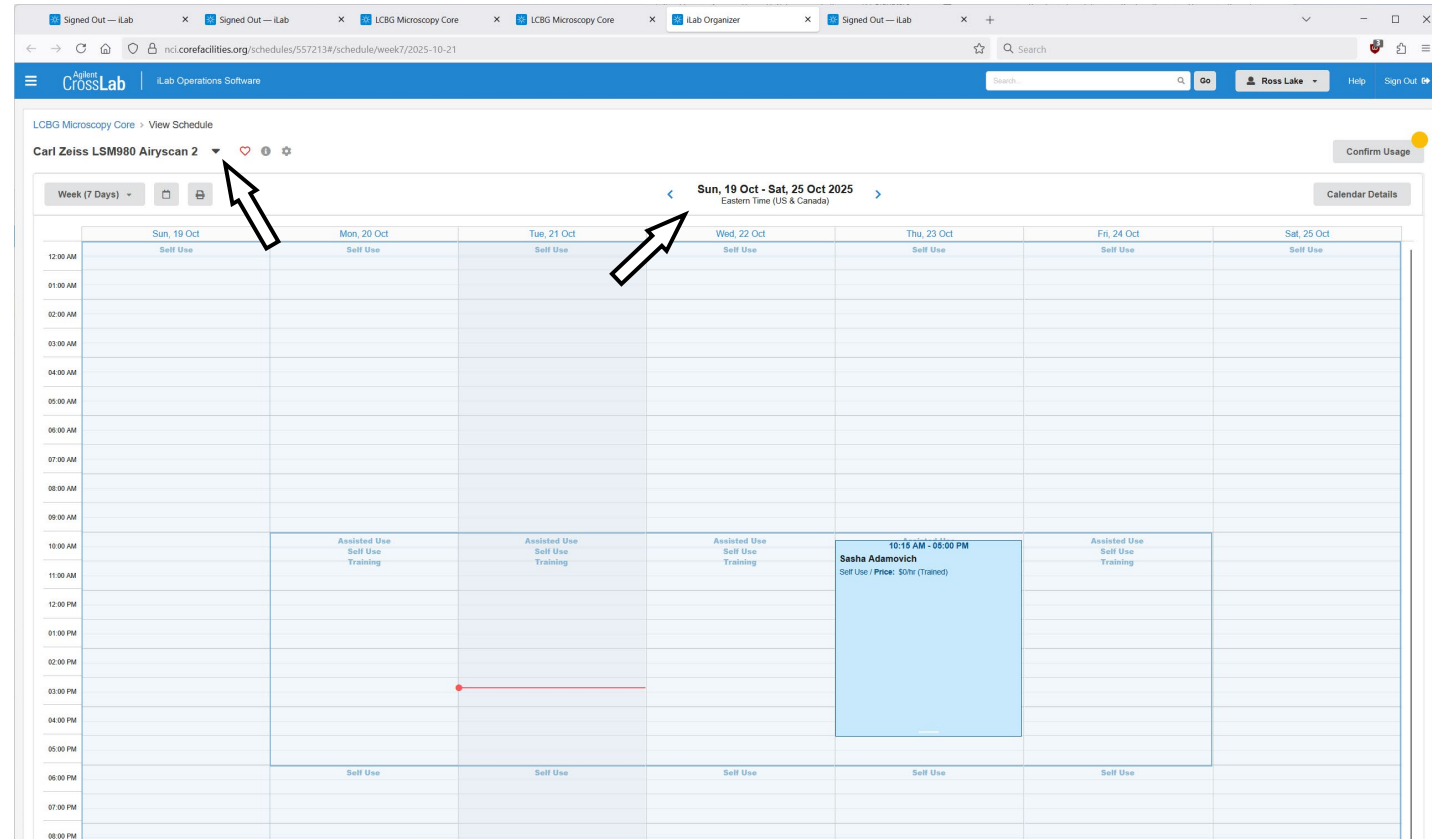 Signed Out — iLab
Signed Out — iLab
LCBG Microscopy Core
LCBG Microscopy Core
iLab Organizer
Signed Out — iLab
nci.corefacilities.org/schedules/557213#/schedule/week7/2025-10-21
Search
3
Agilent
CrossLab
iLab Operations Software
Search...
Go
Ross Lake
Help
Sign Out
LCBG Microscopy Core > View Schedule
Carl Zeiss LSM980 Airyscan 2
Confirm Usage
Week (7 Days)
Sun, 19 Oct - Sat, 25 Oct 2025
Eastern Time (US & Canada)
Calendar Details
Sun, 19 Oct
Mon, 20 Oct
Tue, 21 Oct
Wed, 22 Oct
Thu, 23 Oct
Fri, 24 Oct
Sat, 25 Oct
Self Use
Self Use
Self Use
Self Use
Self Use
Self Use
Self Use
12:00 AM
01:00 AM
02:00 AM
03:00 AM
04:00 AM
05:00 AM
06:00 AM
07:00 AM
08:00 AM
09:00 AM
10:00 AM
Assisted Use
Self Use
Training
Assisted Use
Self Use
Training
Assisted Use
Self Use
Training
10:15 AM - 05:00 PM
Sasha Adamovich
Self Use / Price: $0/hr (Trained)
Assisted Use
Self Use
Training
11:00 AM
12:00 PM
01:00 PM
02:00 PM
03:00 PM
04:00 PM
05:00 PM
06:00 PM
Self Use
Self Use
Self Use
Self Use
Self Use
07:00 PM
08:00 PM